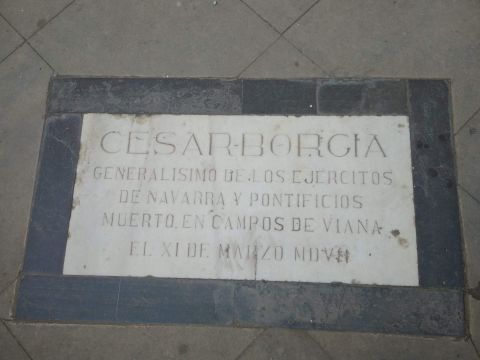 CESAR·BORGIA
GENERALISIMO DE LOS EJERCITOS
DE NAVARRA Y PONTIFICIOS
MUERTO EN CAMPOS DE VIANA
EL XI DE MARZO MDVII